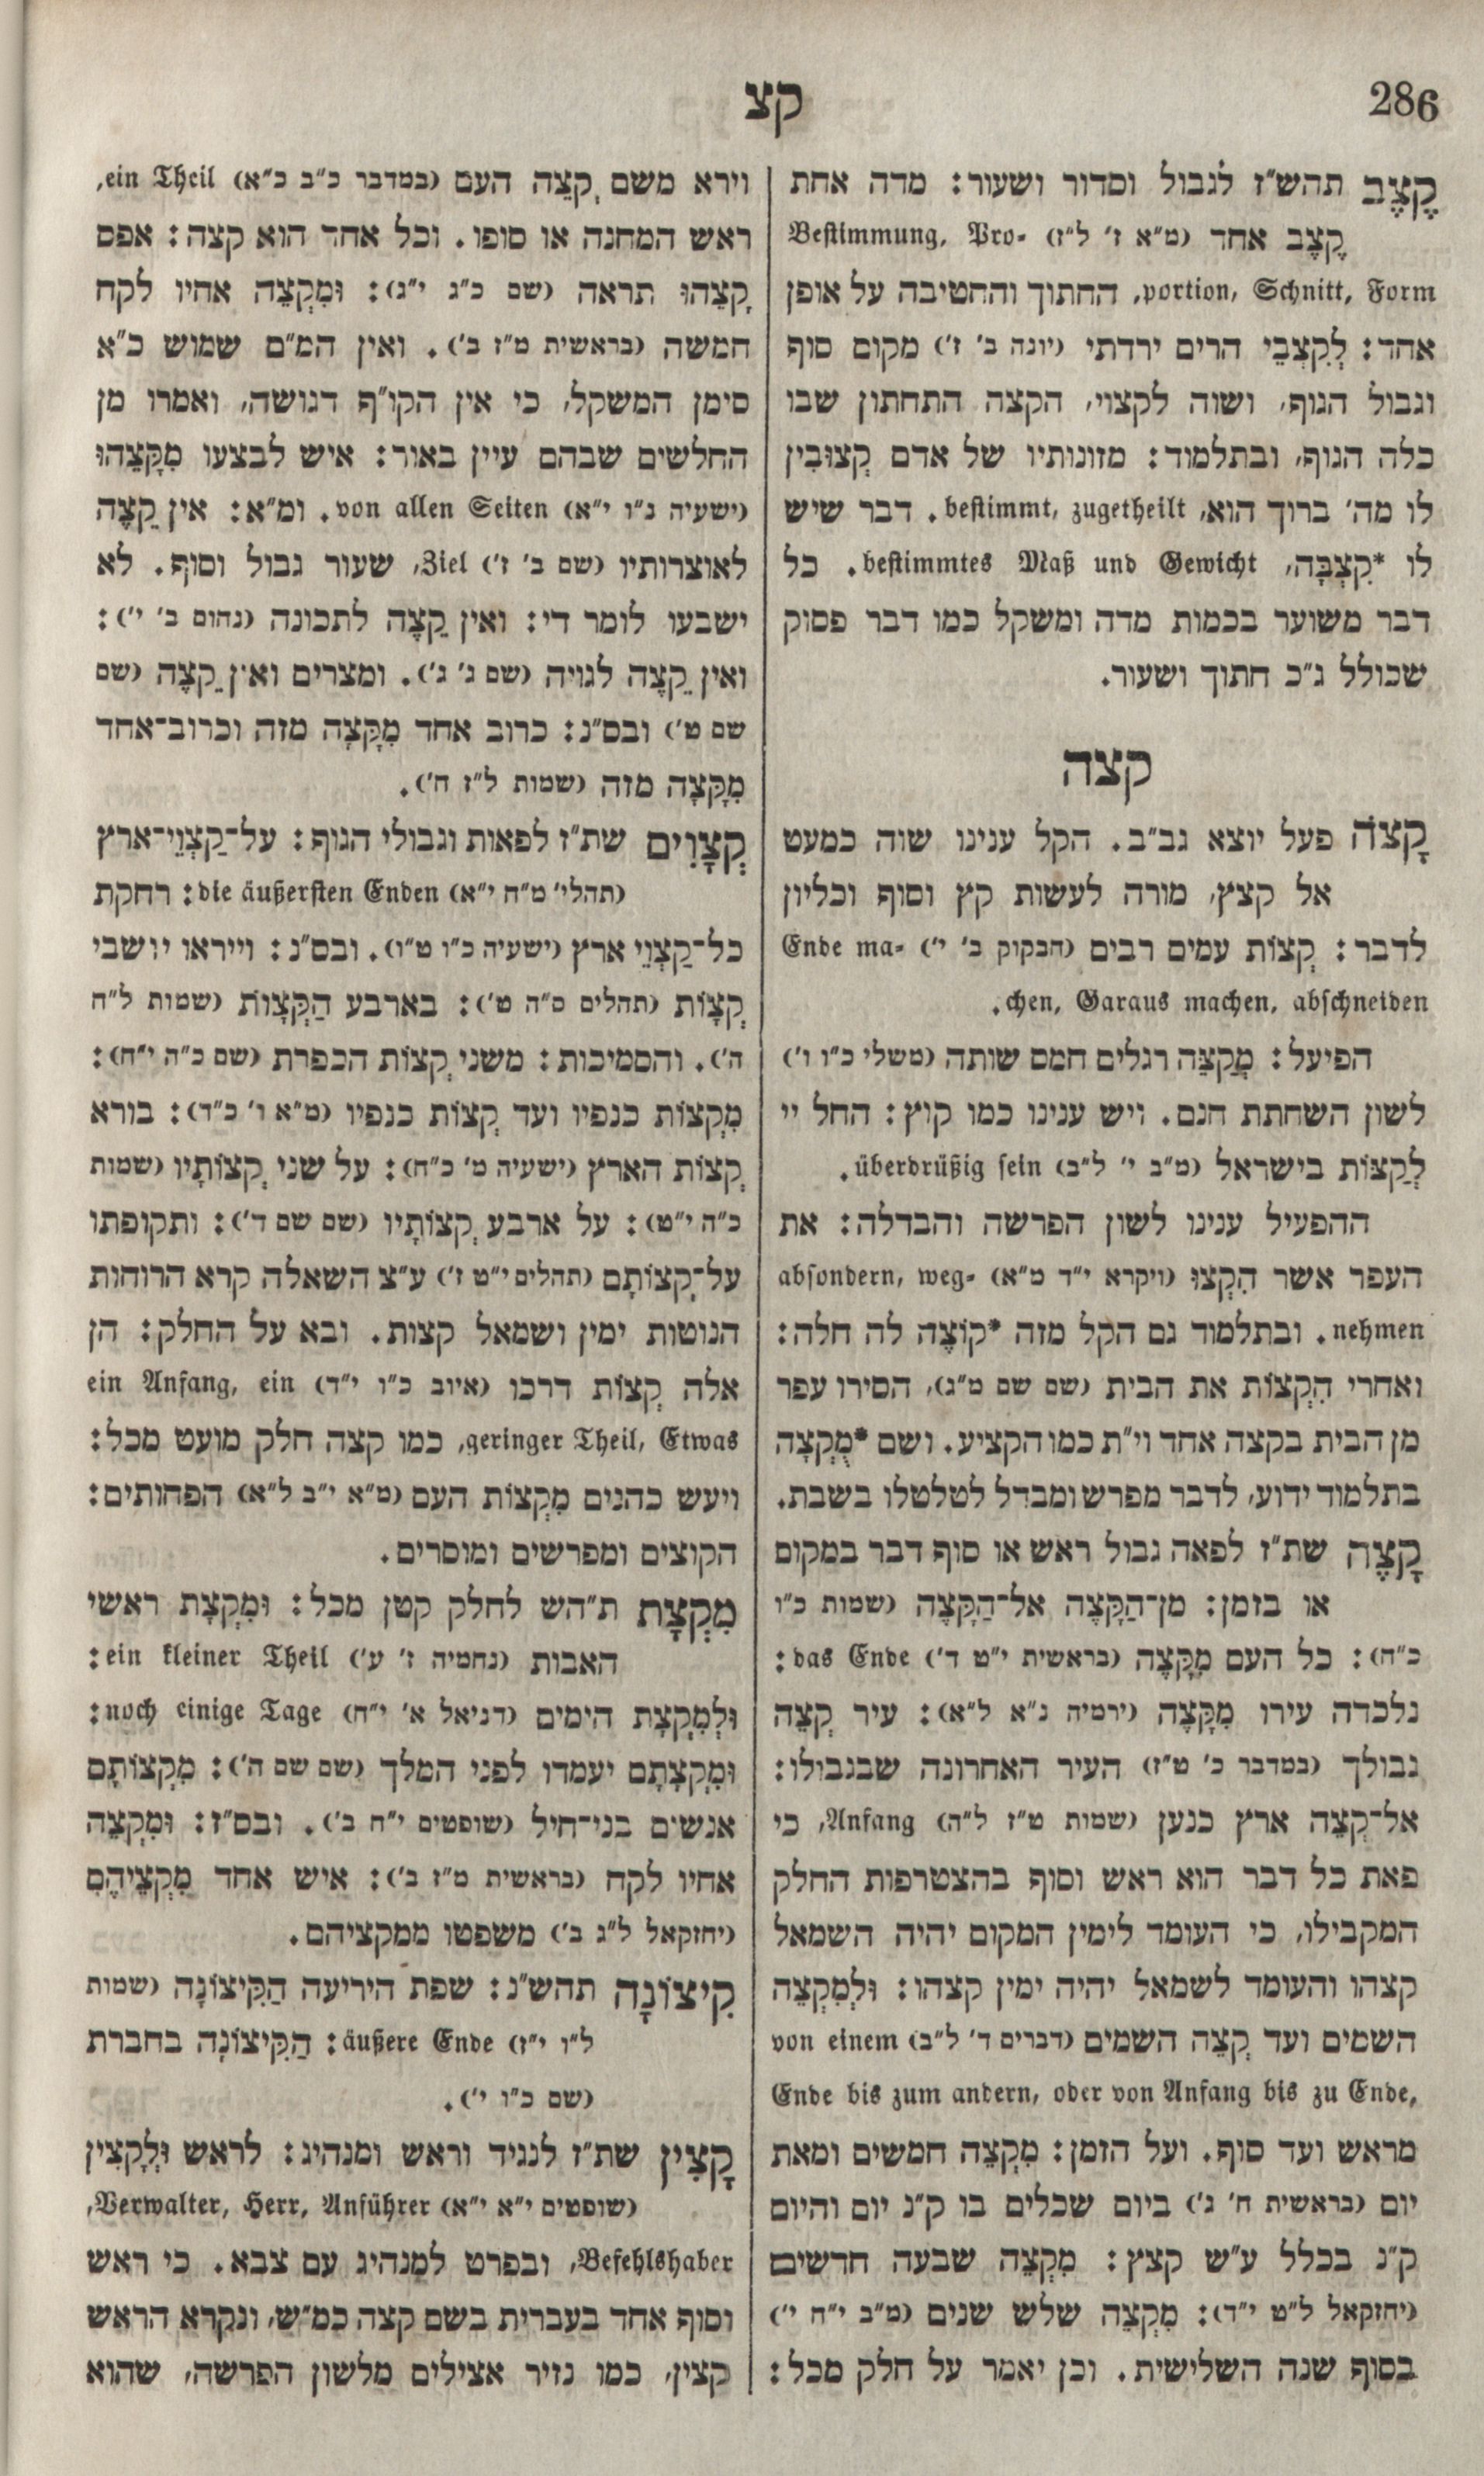 286
קצ
קֶצֶב תהש״ז לגבול וסדור ושעור: מדה אחת
קֶצֶב אחד (מ״א ז׳ ל״ז) Bestimmung, Pro-
portion, Schnitt, Form, החתוך והחטיבה על אופן
אחד: לְקִצְבֵי הרים ירדתי (יונה ב׳ ז׳) מקום סוף
וגבול הגוף, ושוה לקצוי, הקצה התחתון שבו
כלה הגוף, ובתלמוד: מזונותיו של אדם קְצוּבִין
לו מה׳ ברוך הוא, bestimmt, zugetheilt. דבר שיש
לו *קִצְבָּה, bestimmtes Maß und Gewicht. כל
דבר משוער בכמות מדה ומשקל כמו דבר פסוק
שכולל ג״כ חתוך ושעור.
קצה
קָצֹה פעל יוצא גב״ב. הקל ענינו שוה כמעט
אל קצץ, מורה לעשות קץ וסוף וכליון
לדבר: קְצוֹת עמים רבים (חבקוק ב׳ י׳) Ende ma-
chen, Garaus machen, abschneiden.
הפיעל: מְקַצֶּה רגלים חמס שותה (משלי כ״ו ו׳)
לשון השחתת חנם. ויש ענינו כמו קוץ: החל יי
לְקַצּוֹת בישראל (מ״ב י׳ ל״ב) überdrüßig sein.
ההפעיל ענינו לשון הפרשה והבדלה: את
העפר אשר הִקְצוּ (ויקרא י״ד מ״א) absondern, weg-
nehmen. ובתלמוד גם הקל מזה *קוֹצֶה לה חלה:
ואחרי הִקְצוֹת את הבית (שם שם מ״ג), הסירו עפר
מן הבית בקצה אחד וי״ת כמו הקציע. ושם *מֻקְצָה
בתלמוד ידוע, לדבר מפרש ומבדל לטלטלו בשבת.
קָצֶה שת״ז לפאה גבול ראש או סוף דבר במקום
או בזמן: מן־הַקָּצֶה אל־הַקָּצֶה (שמות כ״ו
כ״ח): כל העם מִקָּצֶה (בראשית י״ט ד׳) das Ende:
נלכדה עירו מִקָּצֶה (ירמיה נ״א ל״א): עיר קְצֵה
גבולך (במדבר כ׳ ט״ז) העיר האחרונה שבגבולו:
אל־קְצֵה ארץ כנען (שמות ט״ז ל״ה) Anfang, כי
פאת כל דבר הוא ראש וסוף בהצטרפות החלק
המקבילו, כי העומד לימין המקום יהיה השמאל
קצהו והעומד לשמאל יהיה ימין קצהו: וּלְמִקְצֵה
השמים ועד קְצֵה השמים (דברים ד׳ ל״ב) von einem
Ende bis zum andern, oder von Anfang bis zu Ende,
מראש ועד סוף. ועל הזמן: מִקְצֵה חמשים ומאת
יום (בראשית ח׳ ג׳) ביום שכלים בו ק״נ יום והיום
ק״נ בכלל ע״ש קצץ: מִקְצֵה שבעה חדשים
(יחזקאל ל״ט י״ד): מִקְצֵה שלש שנים (מ״ב י״ח י׳)
בסוף שנה השלישית. וכן יאמר על חלק מכל:
וירא משם קְצֵה העם (במדבר כ״ב כ״א) ein Theil,
ראש המחנה או סופו. וכל אחד הוא קצה: אפס
קָצֵהוּ תראה (שם כ״ג י״ג): וּמִקְצֵה אחיו לקח
חמשה (בראשית מ״ז ב׳). ואין המ״ם שמוש כ״א
סימן המשקל, כי אין הקו״ף דגושה, ואמרו מן
החלשים שבהם עיין באור: איש לבצעו מִקָּצֵהוּ
(ישעיה נ״ו י״א) von allen Seiten. ומ״א: אין קֵצֶה
לאוצרותיו (שם ב׳ ז׳) Ziel, שעור גבול וסוף. לא
ישבעו לומר די: ואין קֵצֶה לתכונה (נחום ב׳ י׳):
ואין קֵצֶה לגויה (שם ג׳ ג׳). ומצרים ואין קֵצֶה (שם
שם ט׳) ובס״נ: כרוב אחד מִקָּצָה מזה וכרוב־אחד
מִקָּצָה מזה (שמות ל״ז ח׳).
קְצָוִים שת״ז לפאות וגבולי הגוף: על־קַצְוֵי־ארץ
(תהלי׳ מ״ח י״א) die äußersten Enden: רחקת
כל־קַצְוֵי ארץ (ישעיה כ״ו ט״ו). ובס״נ: וייראו יושבי
קְצָוֹת (תהלים ס״ה ט׳): בארבע הַקְּצָוֹת (שמות ל״ח
ה׳). והסמיכות: משני קְצוֹת הכפרת (שם כ״ה י״ח):
מִקְצוֹת כנפיו ועד קְצוֹת כנפיו (מ״א ו׳ כ״ד): בורא
קְצוֹת הארץ (ישעיה מ׳ כ״ח): על שני קְצוֹתָיו (שמות
כ״ה י״ט): על ארבע קְצוֹתָיו (שם שם ד׳): ותקופתו
על־קְצוֹתָם (תהלים י״ט ז׳) ע״צ השאלה קרא הרוחות
הנוטות ימין ושמאל קצות. ובא על החלק: הן
אלה קְצוֹת דרכו (איוב כ״ו י״ד) ein Anfang, ein
geringer Theil, Etwas, כמו קצה חלק מועט מכל:
ויעש כהנים מִקְצוֹת העם (מ״א י״ב ל״א) הפחותים:
הקוצים ומפרשים ומוסרים.
מִקְצָת ת״הש לחלק קטן מכל: וּמִקְצָת ראשי
האבות (נחמיה ז׳ ע׳) ein kleiner Theil:
וּלְמִקְצָת הימים (דניאל א׳ י״ח) noch einige Tage:
וּמִקְצָתָם יעמדו לפני המלך (שם שם ה׳): מִקְצוֹתָם
אנשים בני־חיל (שופטים י״ח ב׳). ובס״ז: וּמִקְצֵה
אחיו לקח (בראשית מ״ז ב׳): איש אחד מִקְצֵיהֶם
(יחזקאל ל״ג ב׳) משפטו ממקציהם.
קִיצוֹנָה תהש״נ: שפת היריעה הַקִּיצוֹנָה (שמות
ל״ו י״ז) äußere Ende: הַקִּיצוֹנָה בחברת
(שם כ״ו י׳).
קָצִין שת״ז לנגיד וראש ומנהיג: לראש וּלְקָצִין
(שופטים י״א י״א) Verwalter, Herr, Anführer,
Befehlshaber, ובפרט למנהיג עם צבא. כי ראש
וסוף אחד בעברית בשם קצה כמ״ש, ונקרא הראש
קצין, כמו נזיר אצילים מלשון הפרשה, שהוא